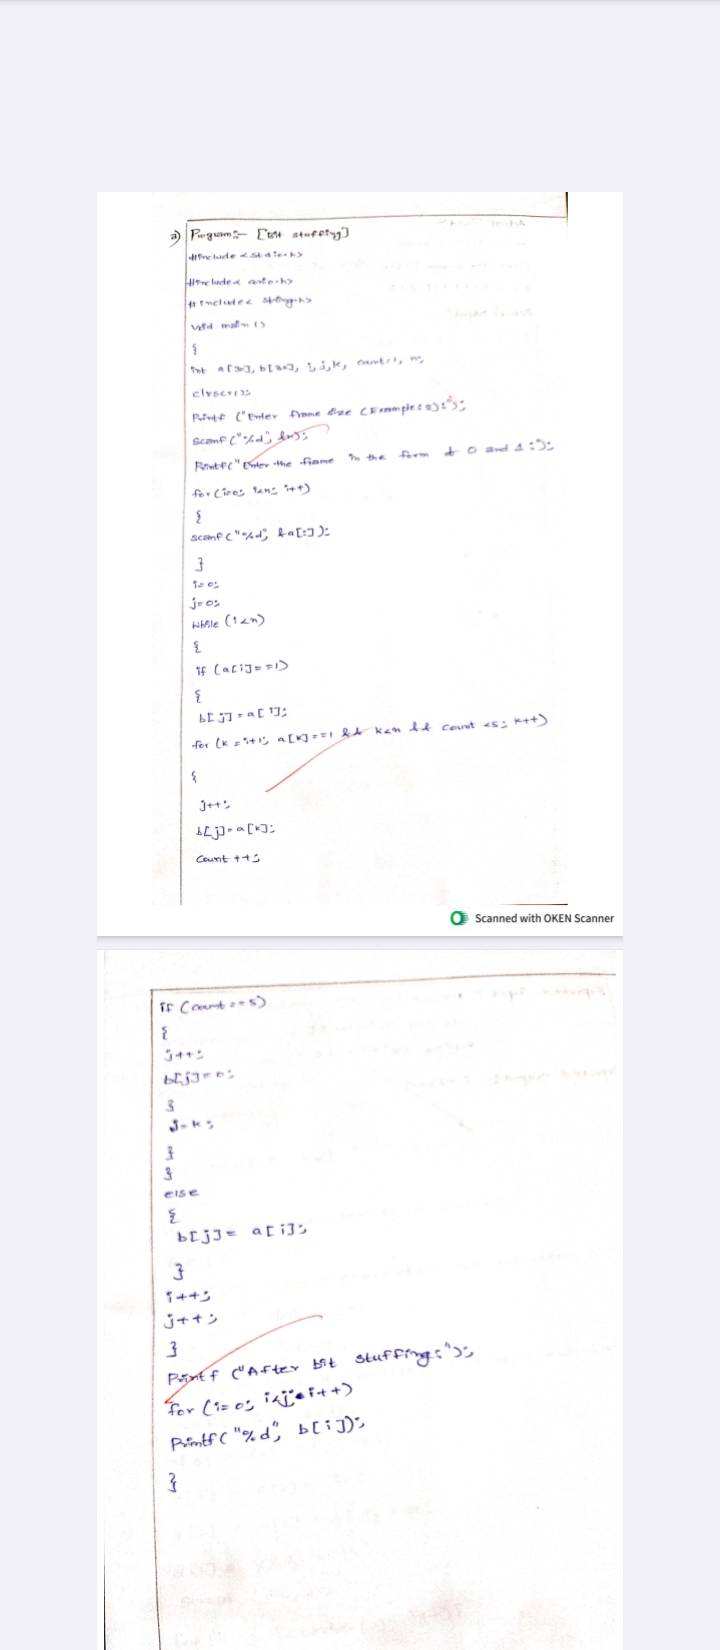 a) Program:- [Bit stuffing]
#include <stdio.h>
#include< conio.h>
# include< string.h>
void main ()
{
int a[30], b[30], i,j,k, count=1, n;
clrscr();
Printf ("Enter frame size (Example:8):");
Scanf ("%d", &n);
Printf("Enter the frame in the form of 0 and 1:);
for (i=0; i<n; i++)
{
scanf ("%d", &a[i]);
}
i=0;
j=0;
While (i<n)
{
if (a[i]==1)
{
b[j]=a[i];
for (k=i+1; a[k]==1 && k<n && count <5; k++)
{
j++;
b[j]=a[k];
Count ++;
Scanned with OKEN Scanner
if (count==5)
{
j++;
b[j]=0;
}
i=k;
}
}
else
{
b[j]= a[i];
}
i++;
j++;
}
Printf ("After bit stuffing:");
for (i=0; i<j; i++)
Printf("%d", b[i]);
}